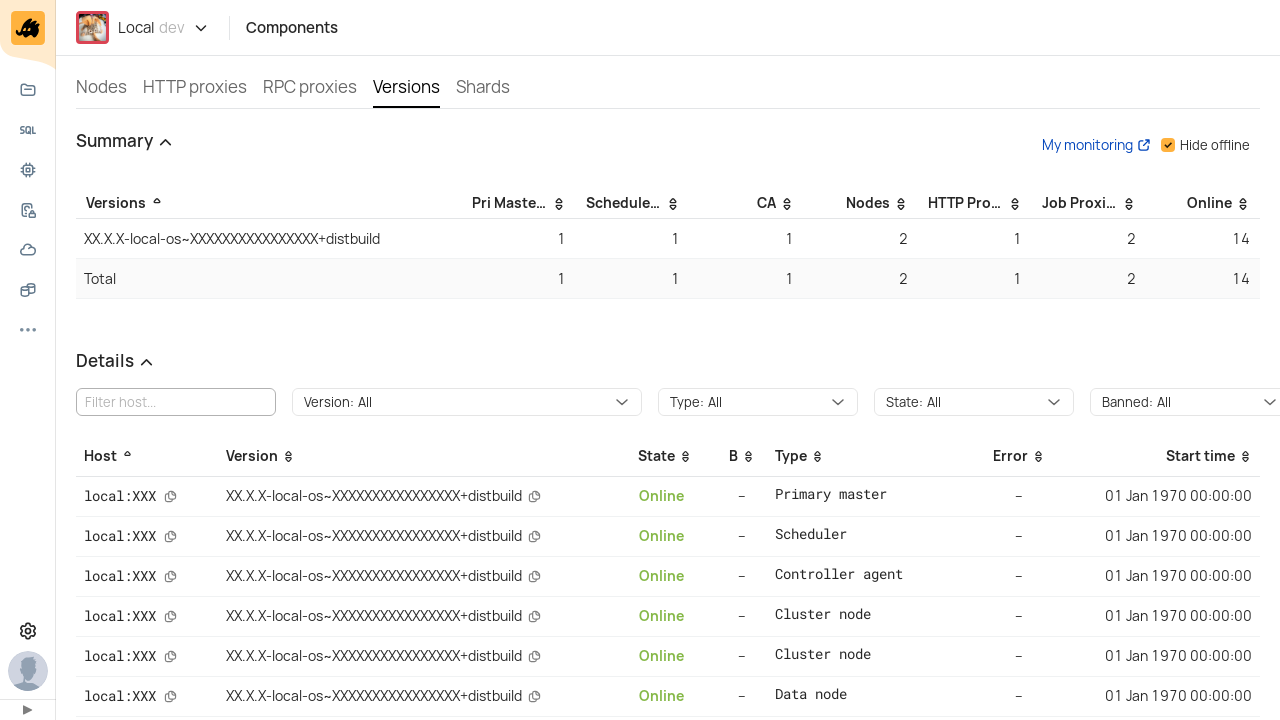 Local dev
Components
SQL
Nodes HTTP proxies RPC proxies Versions Shards
Summary
My monitoring Hide offline
Versions Pri Maste... Schedule... CA Nodes HTTP Pro... Job Proxi... Online
XX.X.X-local-os~XXXXXXXXXXXXXXXX+distbuild 1 1 1 2 1 2 14
Total 1 1 1 2 1 2 14
Details
Filter host... Version: All Type: All State: All Banned: All
Host Version State B Type Error Start time
local:XXX XX.X.X-local-os~XXXXXXXXXXXXXXXX+distbuild Online – Primary master – 01 Jan 1970 00:00:00
local:XXX XX.X.X-local-os~XXXXXXXXXXXXXXXX+distbuild Online – Scheduler – 01 Jan 1970 00:00:00
local:XXX XX.X.X-local-os~XXXXXXXXXXXXXXXX+distbuild Online – Controller agent – 01 Jan 1970 00:00:00
local:XXX XX.X.X-local-os~XXXXXXXXXXXXXXXX+distbuild Online – Cluster node – 01 Jan 1970 00:00:00
local:XXX XX.X.X-local-os~XXXXXXXXXXXXXXXX+distbuild Online – Cluster node – 01 Jan 1970 00:00:00
local:XXX XX.X.X-local-os~XXXXXXXXXXXXXXXX+distbuild Online – Data node – 01 Jan 1970 00:00:00